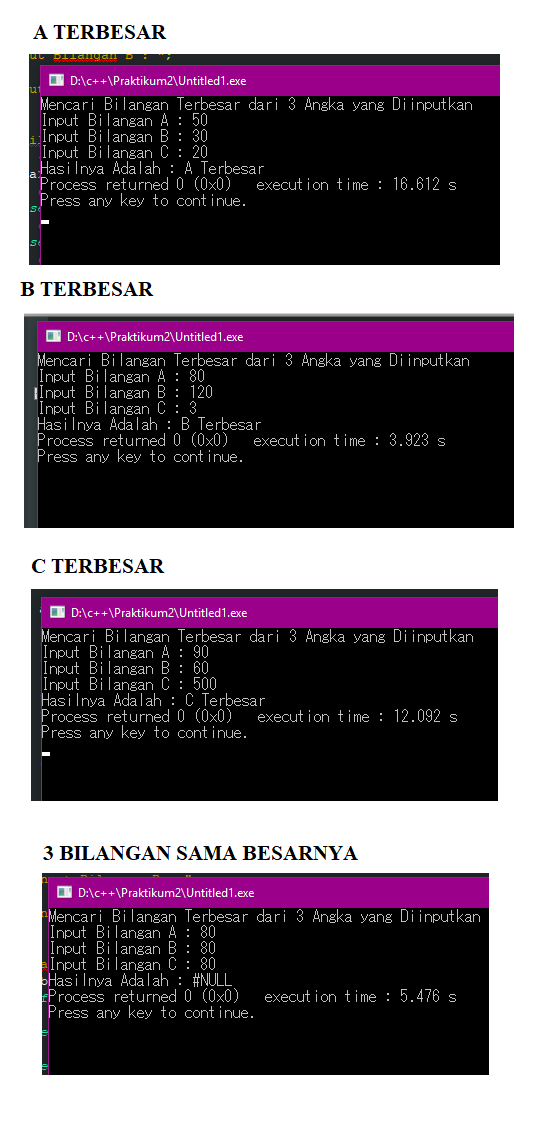 A TERBESAR
ut Bilangan B : ";
D:\c++\Praktikum2\Untitled1.exe
Mencari Bilangan Terbesar dari 3 Angka yang Diinputkan
Input Bilangan A : 50
Input Bilangan B : 30
Input Bilangan C : 20
Hasilnya Adalah : A Terbesar
Process returned 0 (0x0)   execution time : 16.612 s
Press any key to continue.
B TERBESAR
D:\c++\Praktikum2\Untitled1.exe
Mencari Bilangan Terbesar dari 3 Angka yang Diinputkan
Input Bilangan A : 80
Input Bilangan B : 120
Input Bilangan C : 3
Hasilnya Adalah : B Terbesar
Process returned 0 (0x0)   execution time : 3.923 s
Press any key to continue.
C TERBESAR
D:\c++\Praktikum2\Untitled1.exe
Mencari Bilangan Terbesar dari 3 Angka yang Diinputkan
Input Bilangan A : 90
Input Bilangan B : 60
Input Bilangan C : 500
Hasilnya Adalah : C Terbesar
Process returned 0 (0x0)   execution time : 12.092 s
Press any key to continue.
3 BILANGAN SAMA BESARNYA
D:\c++\Praktikum2\Untitled1.exe
Mencari Bilangan Terbesar dari 3 Angka yang Diinputkan
Input Bilangan A : 80
Input Bilangan B : 80
Input Bilangan C : 80
Hasilnya Adalah : #NULL
Process returned 0 (0x0)   execution time : 5.476 s
Press any key to continue.